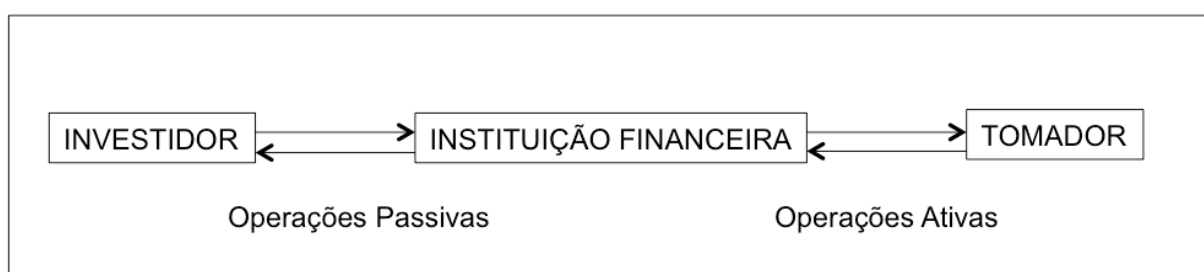 INVESTIDOR INSTITUIÇÃO FINANCEIRA TOMADOR
Operações Passivas Operações Ativas